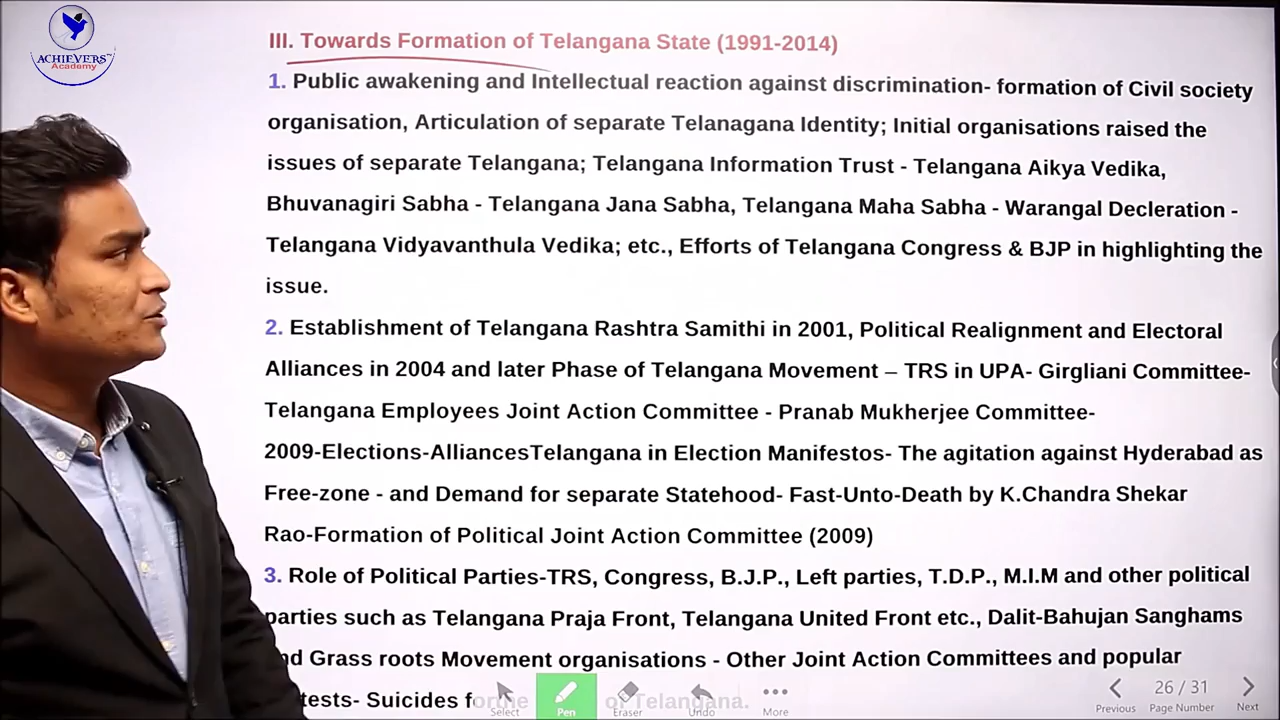 ACHIEVERS
Academy
III. Towards Formation of Telangana State (1991-2014)
1. Public awakening and Intellectual reaction against discrimination- formation of Civil society
organisation, Articulation of separate Telanagana Identity; Initial organisations raised the
issues of separate Telangana; Telangana Information Trust - Telangana Aikya Vedika,
Bhuvanagiri Sabha - Telangana Jana Sabha, Telangana Maha Sabha - Warangal Decleration -
Telangana Vidyavanthula Vedika; etc., Efforts of Telangana Congress & BJP in highlighting the
issue.
2. Establishment of Telangana Rashtra Samithi in 2001, Political Realignment and Electoral
Alliances in 2004 and later Phase of Telangana Movement – TRS in UPA- Girgliani Committee-
Telangana Employees Joint Action Committee - Pranab Mukherjee Committee-
2009-Elections-AlliancesTelangana in Election Manifestos- The agitation against Hyderabad as
Free-zone - and Demand for separate Statehood- Fast-Unto-Death by K.Chandra Shekar
Rao-Formation of Political Joint Action Committee (2009)
3. Role of Political Parties-TRS, Congress, B.J.P., Left parties, T.D.P., M.I.M and other political
parties such as Telangana Praja Front, Telangana United Front etc., Dalit-Bahujan Sanghams
Grass roots Movement organisations - Other Joint Action Committees and popular
Suicides of Telangana.
Select Pen Eraser Undo More Previous 26 / 31 Page Number Next